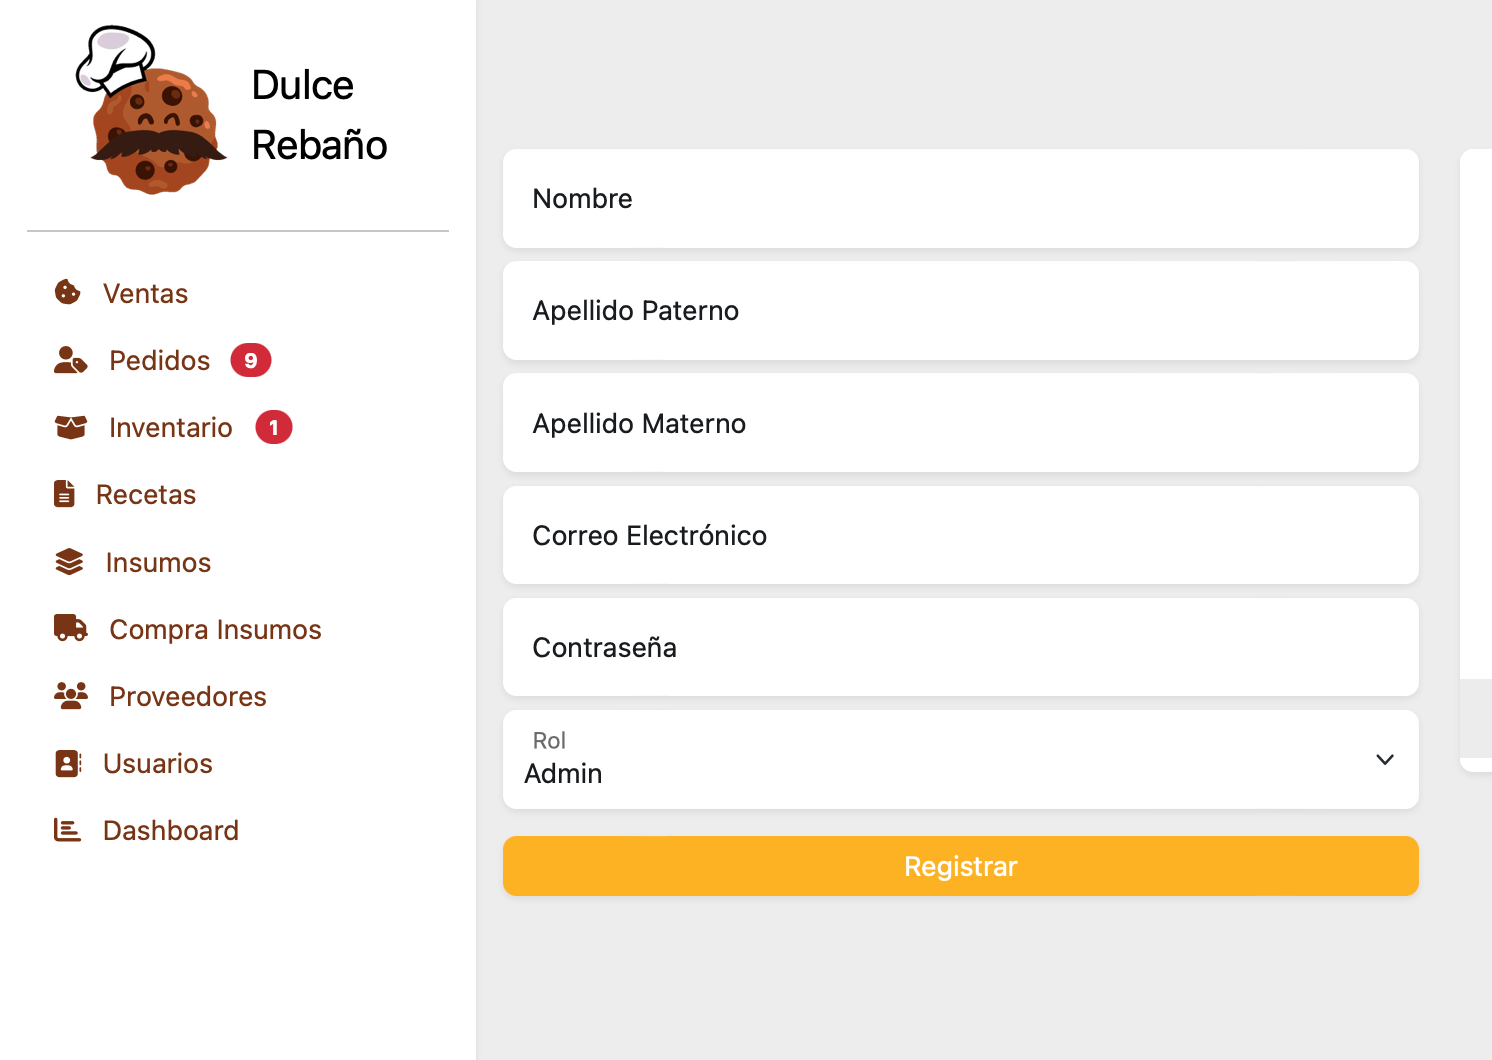 Dulce
Rebaño
Ventas
Pedidos 9
Inventario 1
Recetas
Insumos
Compra Insumos
Proveedores
Usuarios
Dashboard
Nombre
Apellido Paterno
Apellido Materno
Correo Electrónico
Contraseña
Rol
Admin
Registrar